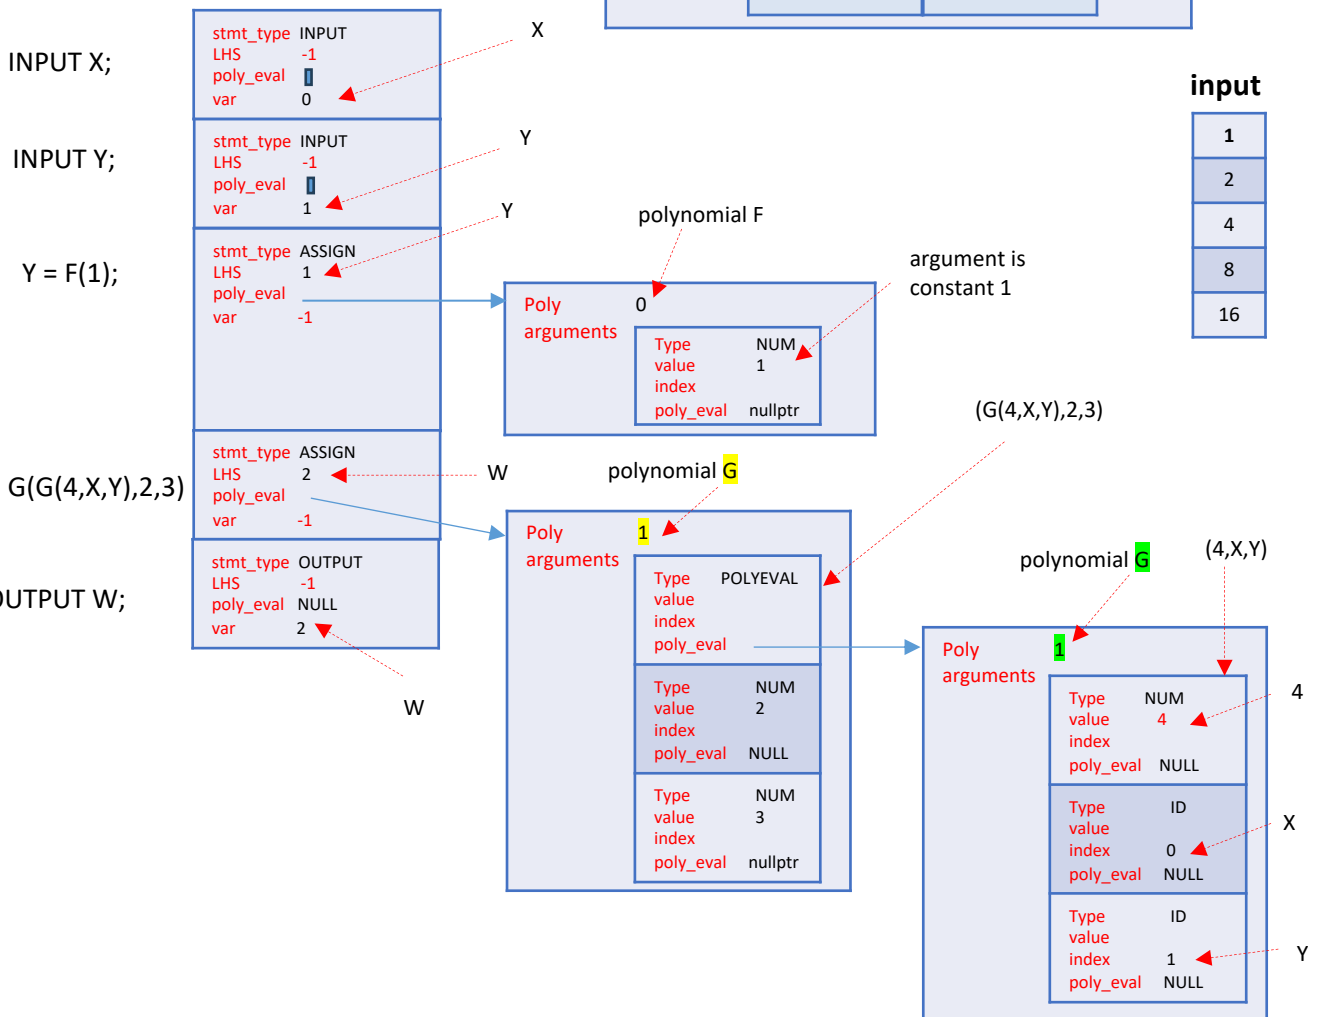 INPUT X;
stmt_type INPUT
LHS -1
poly_eval
var 0
X
INPUT Y;
stmt_type INPUT
LHS -1
poly_eval
var 1
Y
Y = F(1);
stmt_type ASSIGN
LHS 1
poly_eval
var -1
Y
polynomial F
Poly 0
arguments
Type NUM
value 1
index
poly_eval nullptr
argument is
constant 1
input
1
2
4
8
16
G(G(4,X,Y),2,3)
stmt_type ASSIGN
LHS 2
poly_eval
var -1
W
polynomial G
(G(4,X,Y),2,3)
Poly 1
arguments
Type POLYEVAL
value
index
poly_eval
Type NUM
value 2
index
poly_eval NULL
Type NUM
value 3
index
poly_eval nullptr
OUTPUT W;
stmt_type OUTPUT
LHS -1
poly_eval NULL
var 2
W
polynomial G
(4,X,Y)
Poly 1
arguments
Type NUM
value 4
index
poly_eval NULL
4
Type ID
value
index 0
poly_eval NULL
X
Type ID
value
index 1
poly_eval NULL
Y